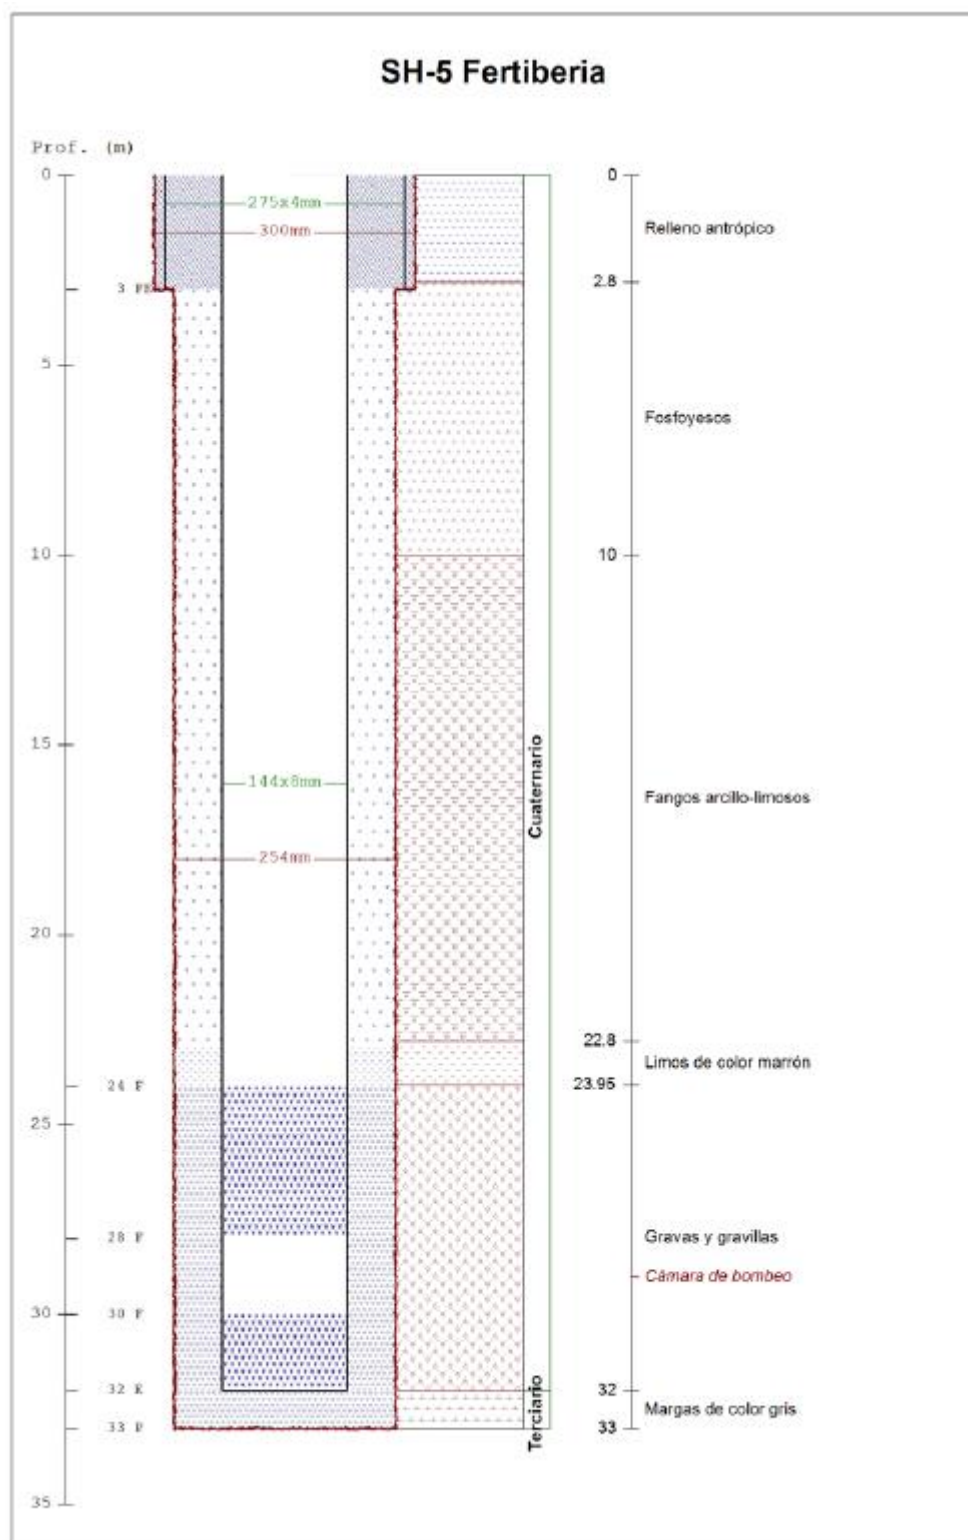 SH-5 Fertiberia
Prof. (m)
0
0
275x4mm
300mm
Relleno antrópico
2.8
3
5
Fosfoyesos
10
10
15
Cuaternario
144x8mm
Fangos arcillo-limosos
254mm
20
22.8
Limos de color marrón
24 F
23.95
25
28 F
Gravas y gravillas
Cámara de bombeo
30
30 F
32
32
Terciario
Margas de color gris
33
33
35